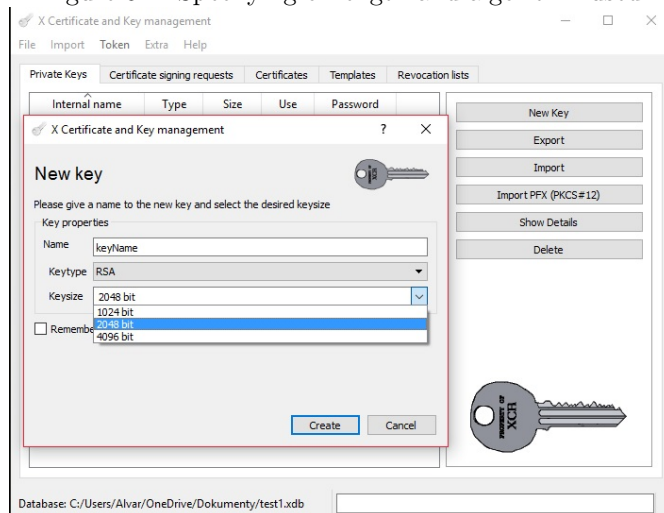 X Certificate and Key management
File Import Token Extra Help
Private Keys Certificate signing requests Certificates Templates Revocation lists
Internal name Type Size Use Password
New Key
Export
Import
Import PFX (PKCS#12)
Show Details
Delete
X Certificate and Key management ? X
New key
Please give a name to the new key and select the desired keysize
Key properties
Name keyName
Keytype RSA
Keysize 2048 bit
1024 bit
2048 bit
4096 bit
Remembe
Create Cancel
PROPERTY OF
XCA
Database: C:/Users/Alvar/OneDrive/Dokumenty/test1.xdb